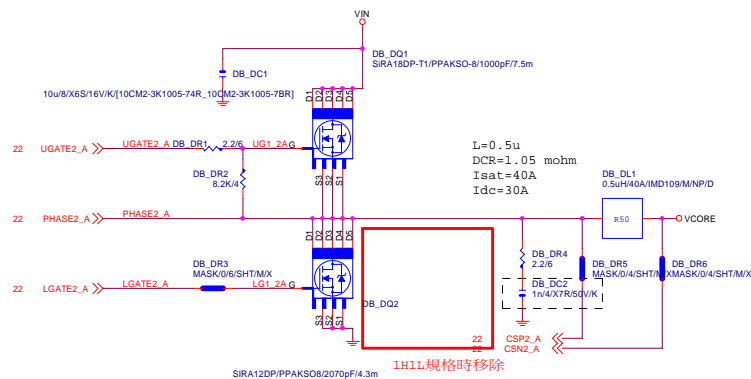 VIN
DB_DQ1
SiRA18DP-T1/PPAKSO-8/1000pF/7.5m
DB_DC1
10u/8/X6S/16V/K/[10CM2-3K1005-74R_10CM2-3K1005-7BR]
D1
D2
D3
D4
D5
22 UGATE2_A UGATE2_A DB_DR1 2.2/6 UG1_2A G
S3
S2
S1
DB_DR2
8.2K/4
L=0.5u
DCR=1.05 mohm
Isat=40A
Idc=30A
DB_DL1
0.5uH/40A/IMD109/M/NP/D
R50
VCORE
22 PHASE2_A PHASE2_A
D1
D2
D3
D4
D5
DB_DR3
MASK/0/6/SHT/M/X
22 LGATE2_A LGATE2_A LG1_2A G
S3
S2
S1
DB_DQ2
SIRA12DP/PPAKSO8/2070pF/4.3m
DB_DR4
2.2/6
DB_DC2
1n/4/X7R/50V/K
DB_DR5
MASK/0/4/SHT/M/X
DB_DR6
MASK/0/4/SHT/M/X
22 CSP2_A
22 CSN2_A
1H1L規格時移除